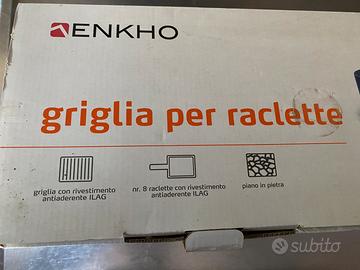 ENKHO
griglia per raclette
griglia con rivestimento
antiaderente ILAG
nr. 8 raclette con rivestimento
antiaderente ILAG
piano in pietra
subito